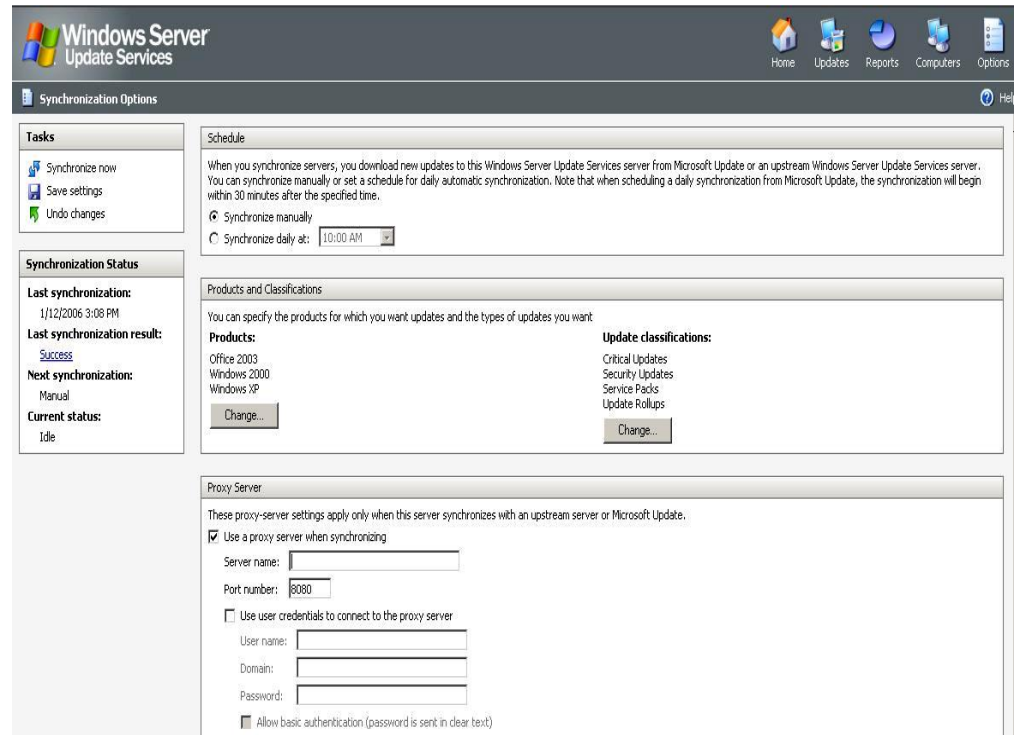 Windows Server
Update Services
Home
Updates
Reports
Computers
Options
Synchronization Options
Hel
Tasks
Synchronize now
Save settings
Undo changes
Synchronization Status
Last synchronization:
1/12/2006 3:08 PM
Last synchronization result:
Success
Next synchronization:
Manual
Current status:
Idle
Schedule
When you synchronize servers, you download new updates to this Windows Server Update Services server from Microsoft Update or an upstream Windows Server Update Services server.
You can synchronize manually or set a schedule for daily automatic synchronization. Note that when scheduling a daily synchronization from Microsoft Update, the synchronization will begin
within 30 minutes after the specified time.
Synchronize manually
Synchronize daily at: 10:00 AM
Products and Classifications
You can specify the products for which you want updates and the types of updates you want
Products:
Office 2003
Windows 2000
Windows XP
Change...
Update classifications:
Critical Updates
Security Updates
Service Packs
Update Rollups
Change...
Proxy Server
These proxy-server settings apply only when this server synchronizes with an upstream server or Microsoft Update.
Use a proxy server when synchronizing
Server name:
Port number: 8080
Use user credentials to connect to the proxy server
User name:
Domain:
Password:
Allow basic authentication (password is sent in clear text)